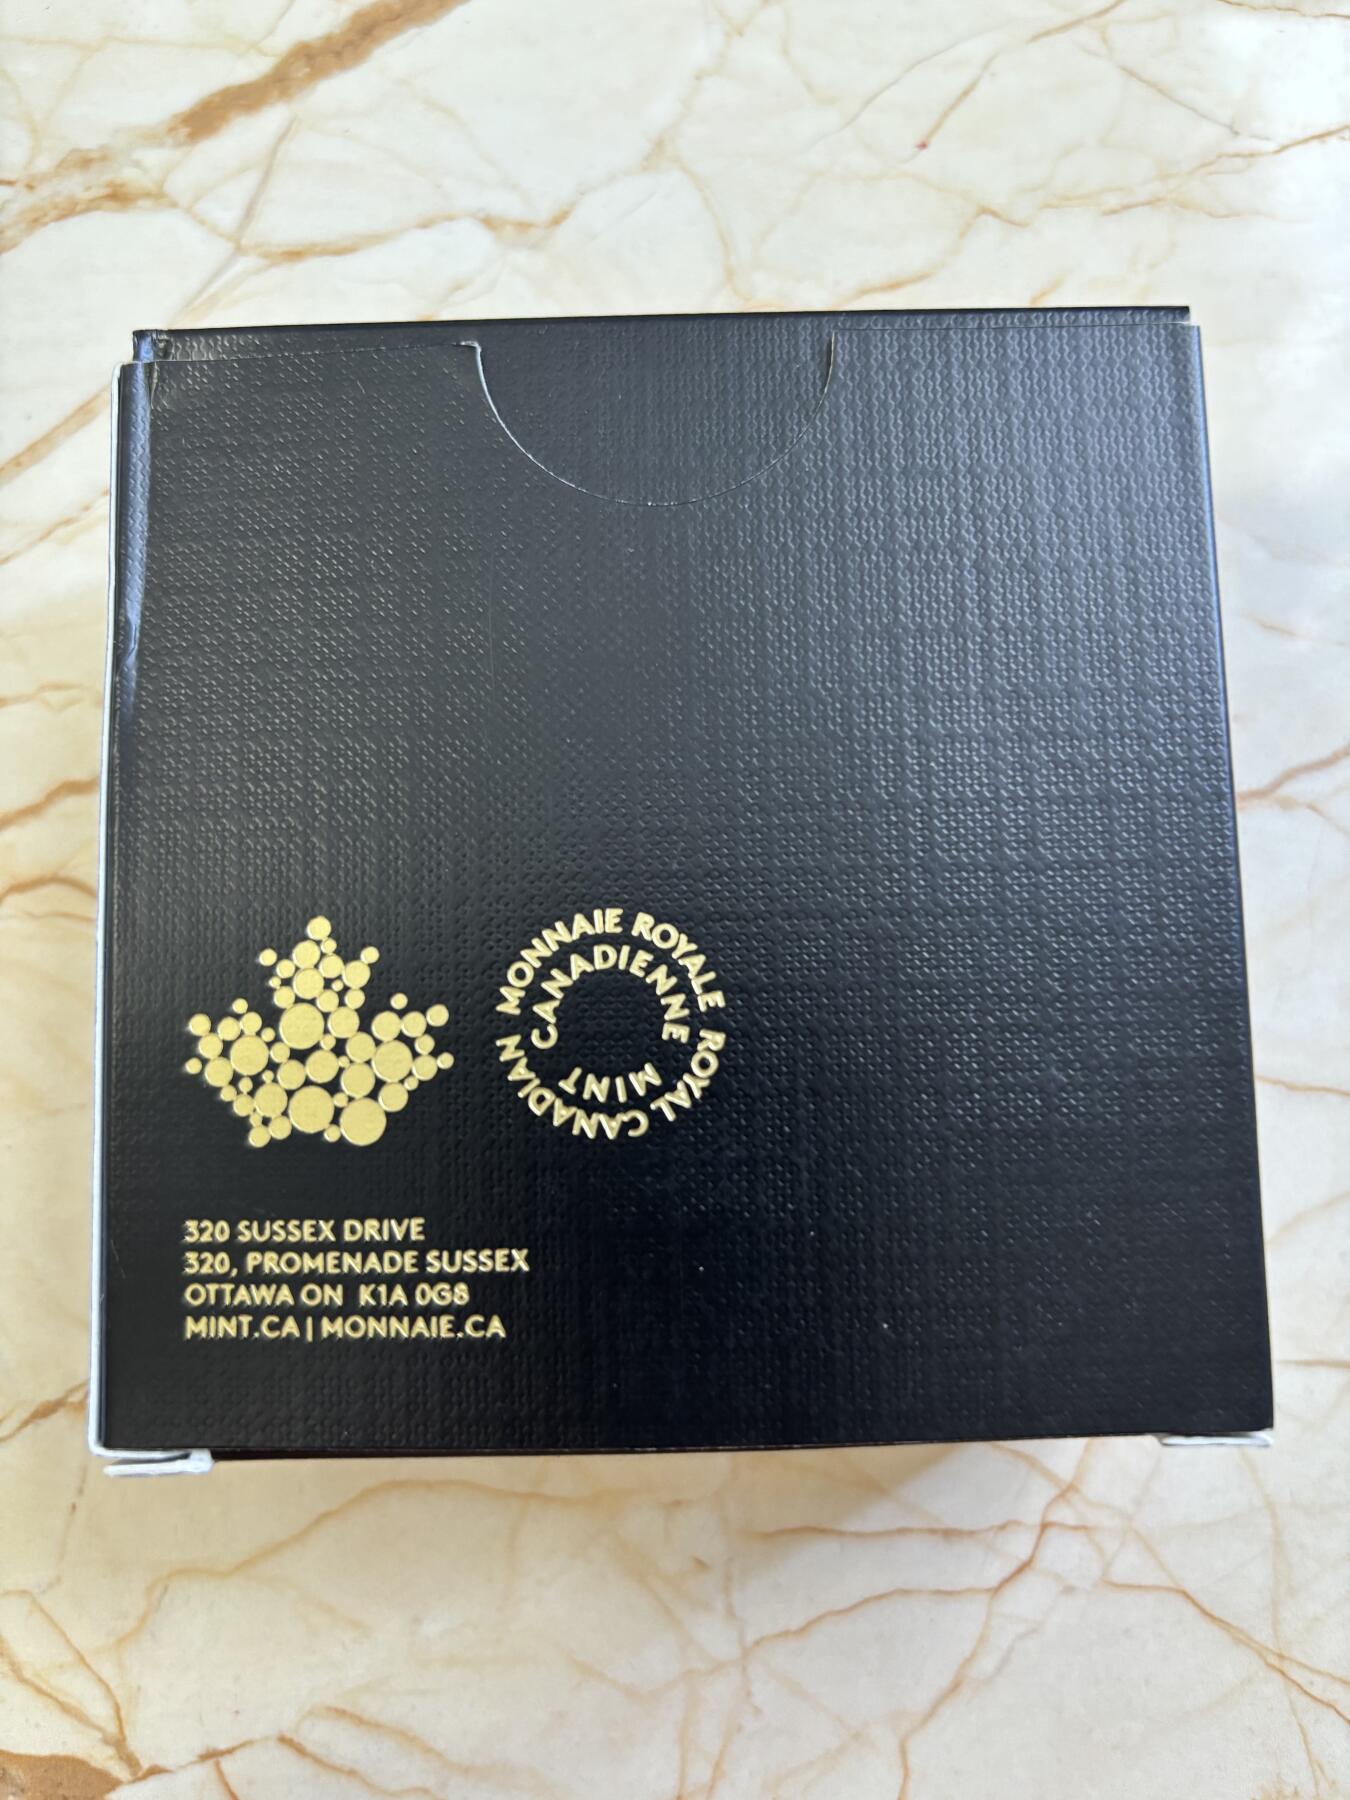 MONNAIE ROYALE
CANADIENNE
ROYAL CANADIAN
MINT
320 SUSSEX DRIVE
320, PROMENADE SUSSEX
OTTAWA ON K1A 0G8
MINT.CA | MONNAIE.CA